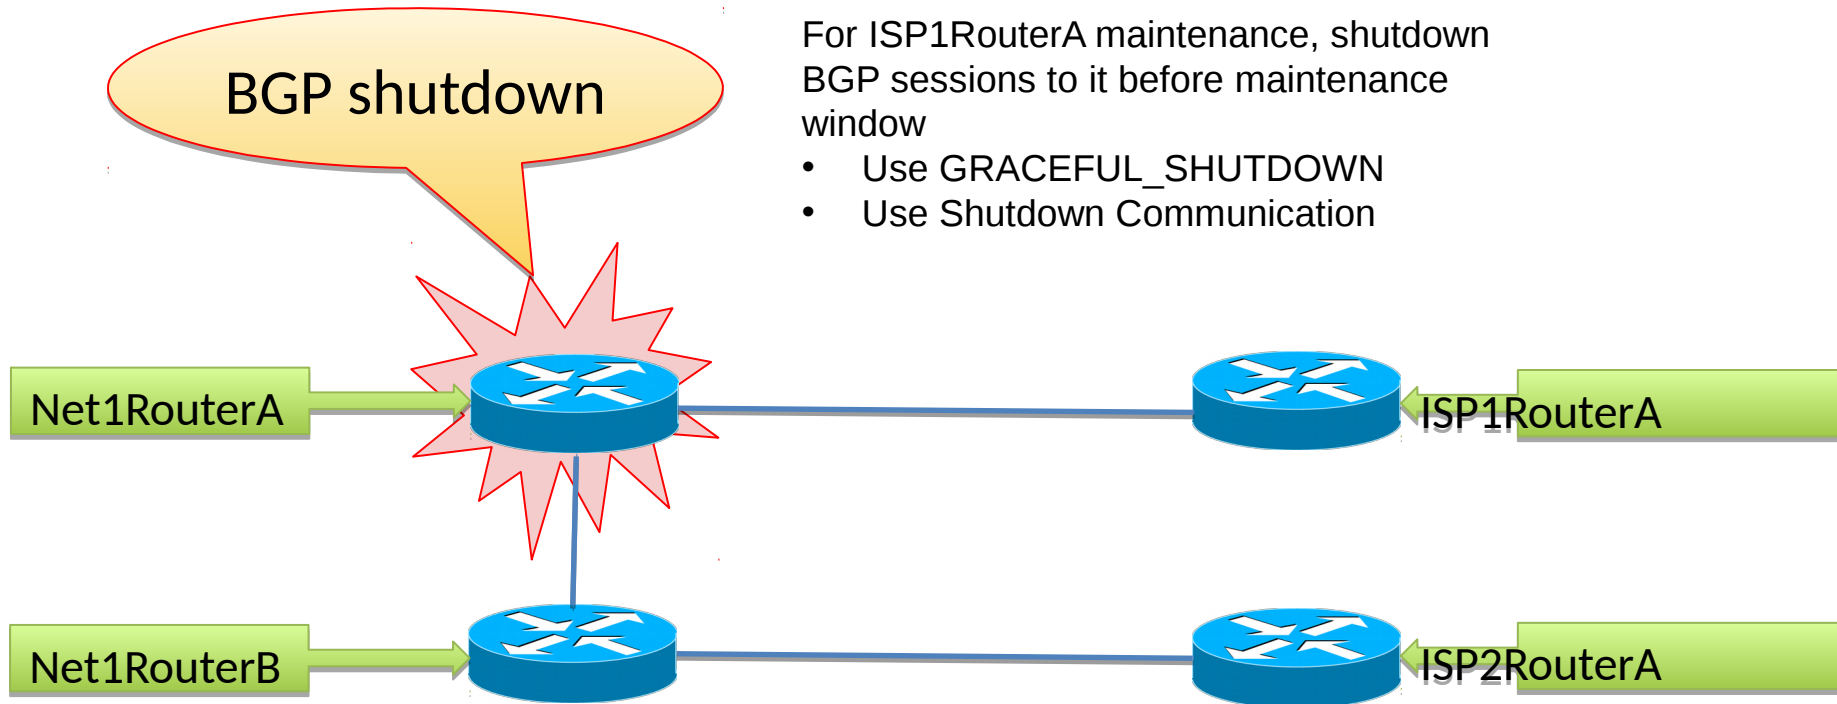 BGP shutdown
For ISP1RouterA maintenance, shutdown
BGP sessions to it before maintenance
window
• Use GRACEFUL_SHUTDOWN
• Use Shutdown Communication
Net1RouterA
ISP1RouterA
Net1RouterB
ISP2RouterA